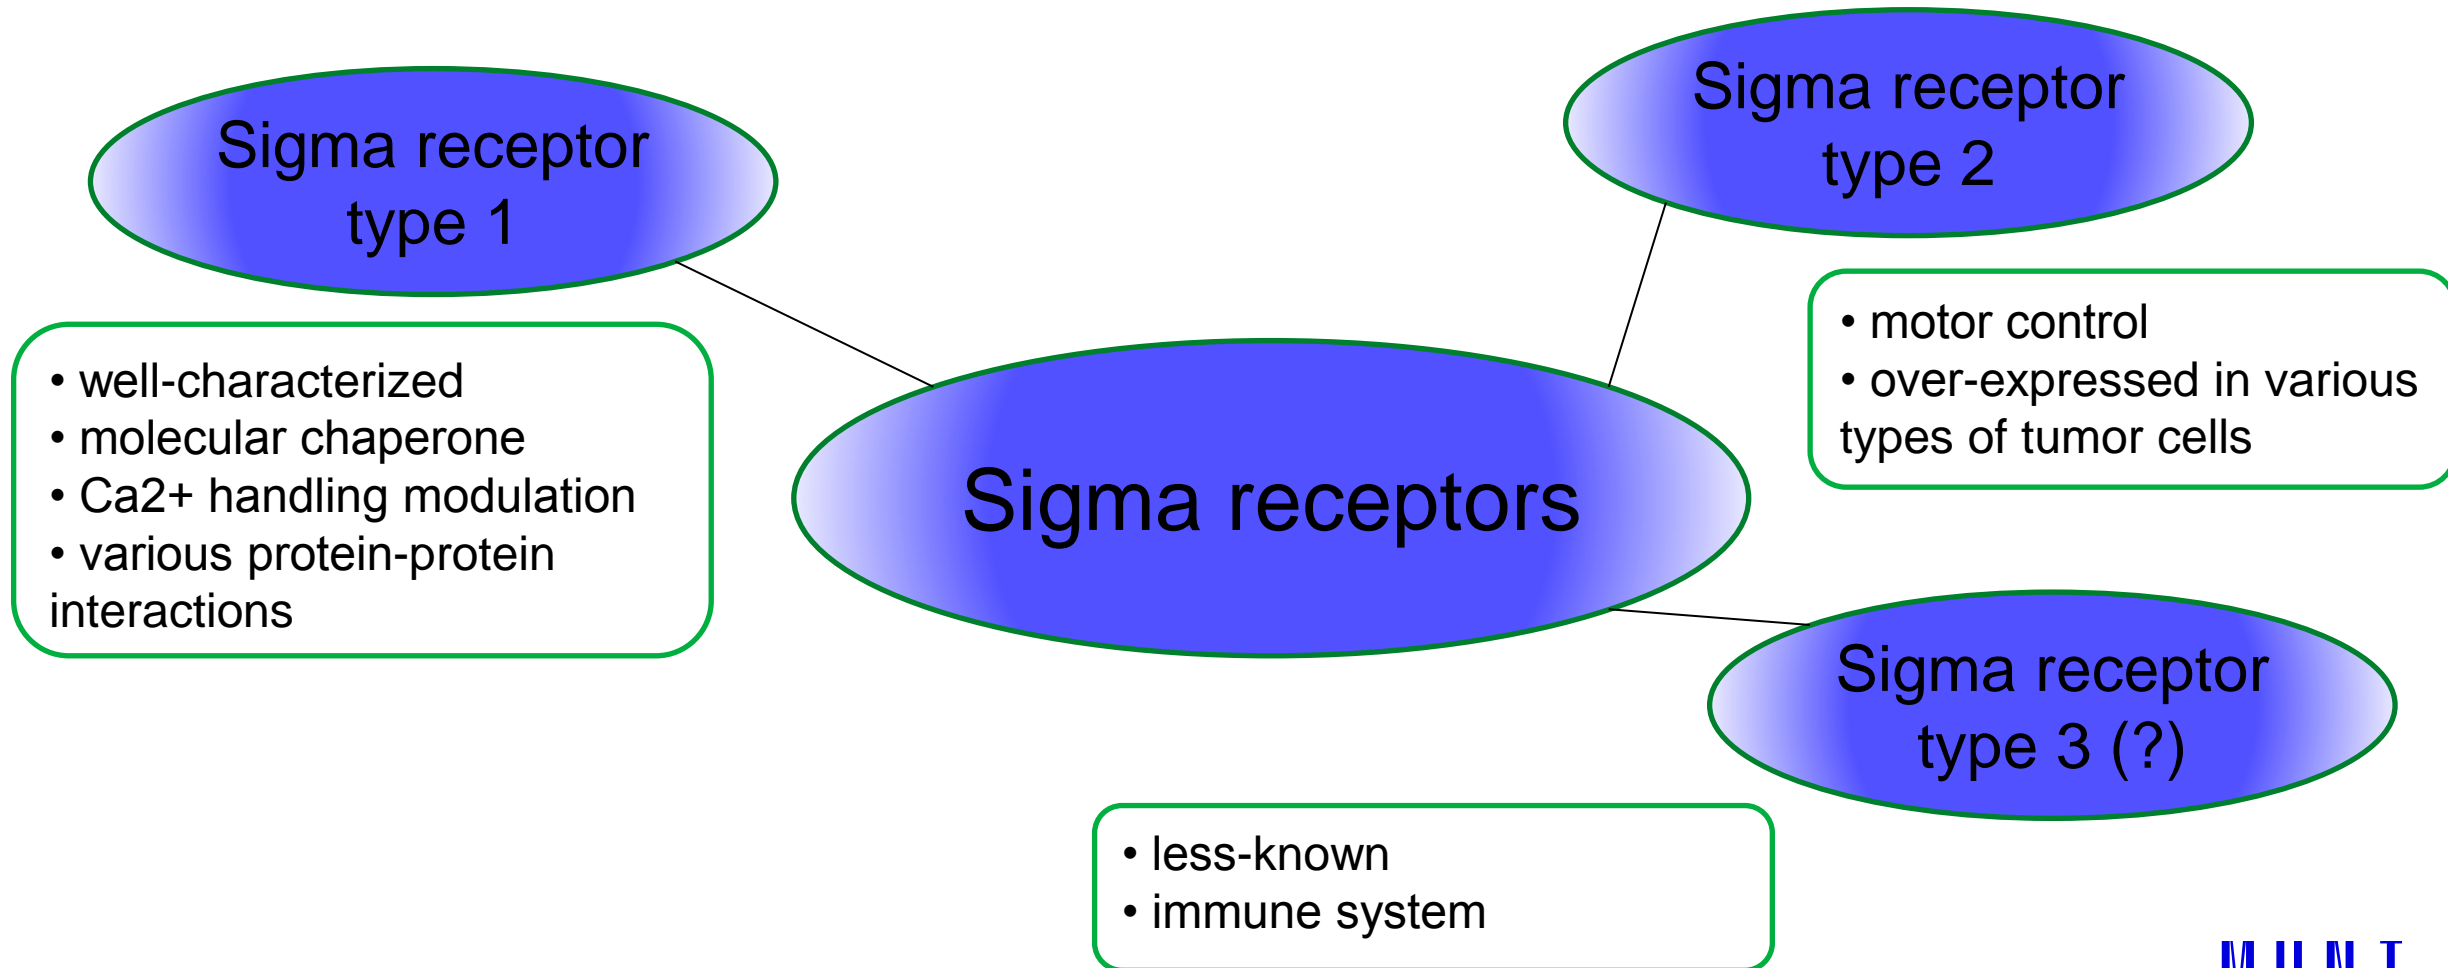 Sigma receptor
type 1
Sigma receptor
type 2
• well-characterized
• molecular chaperone
• Ca2+ handling modulation
• various protein-protein
interactions
• motor control
• over-expressed in various
types of tumor cells
Sigma receptors
Sigma receptor
type 3 (?)
• less-known
• immune system
MUNI